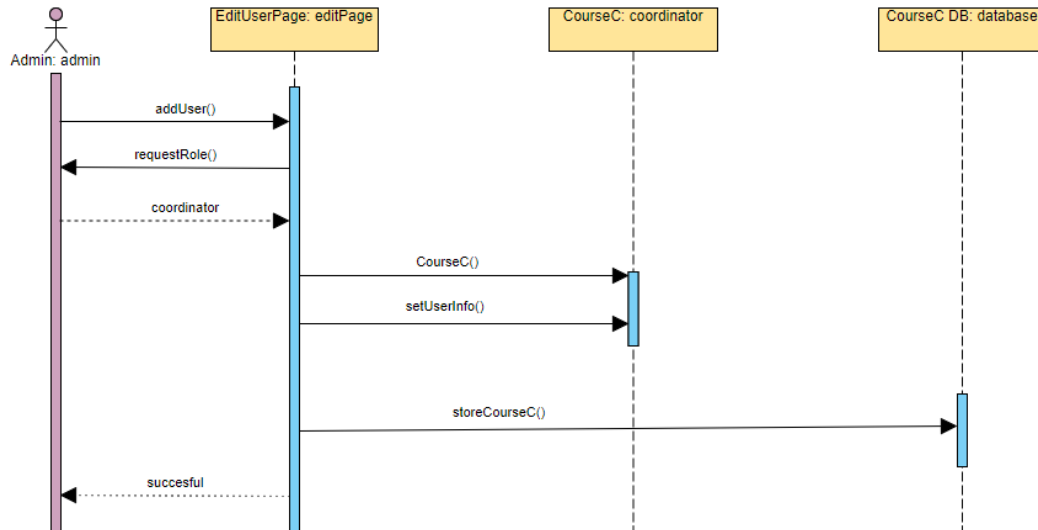 EditUserPage: editPage
CourseC: coordinator
CourseC DB: database
Admin: admin
addUser()
requestRole()
coordinator
CourseC()
setUserInfo()
storeCourseC()
succesful